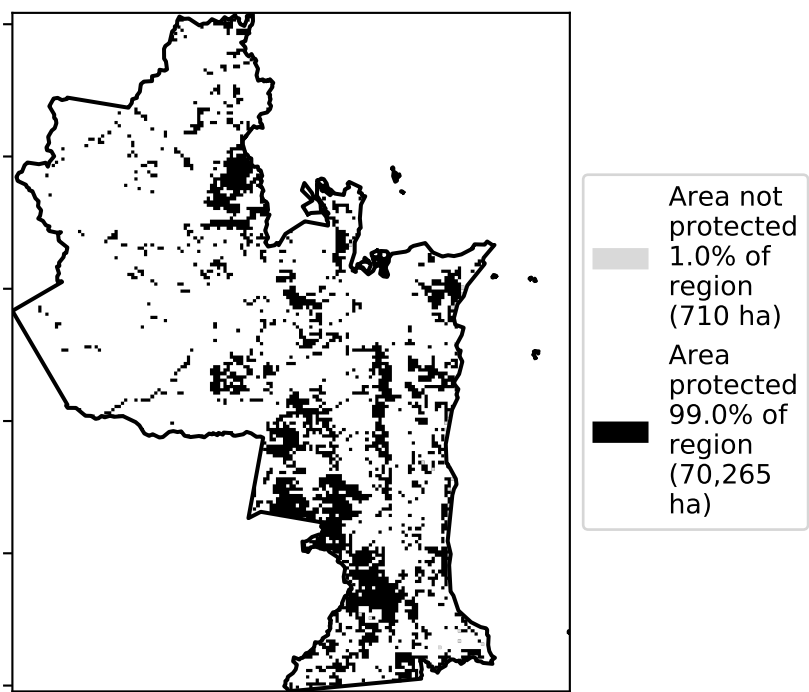 Area not
protected
1.0% of
region
(710 ha)
Area
protected
99.0% of
region
(70,265
ha)